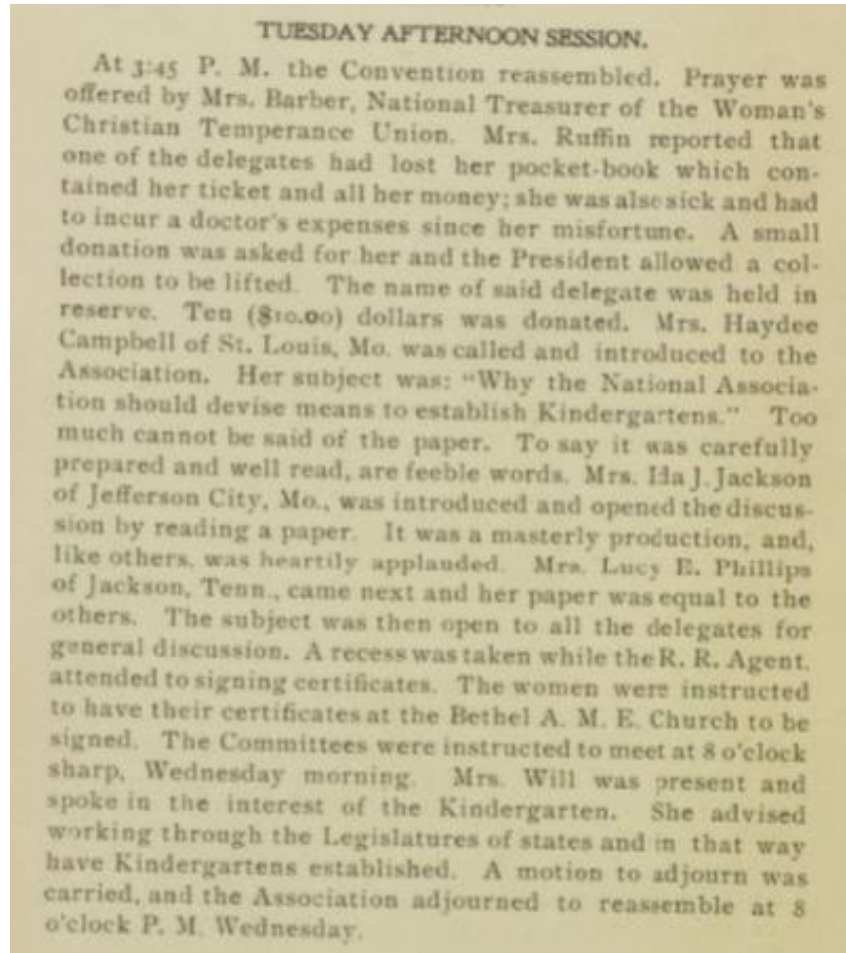 TUESDAY AFTERNOON SESSION.
At 3:45 P. M. the Convention reassembled. Prayer was
offered by Mrs. Barber, National Treasurer of the Woman's
Christian Temperance Union. Mrs. Ruffin reported that
one of the delegates had lost her pocket-book which con-
tained her ticket and all her money; she was also sick and had
to incur a doctor's expenses since her misfortune. A small
donation was asked for her and the President allowed a col-
lection to be lifted. The name of said delegate was held in
reserve. Ten ($10.00) dollars was donated. Mrs. Haydee
Campbell of St. Louis, Mo. was called and introduced to the
Association. Her subject was: "Why the National Associa-
tion should devise means to establish Kindergartens." Too
much cannot be said of the paper. To say it was carefully
prepared and well read, are feeble words. Mrs. Ida J. Jackson
of Jefferson City, Mo., was introduced and opened the discus-
sion by reading a paper. It was a masterly production, and,
like others, was heartily applauded. Mrs. Lucy E. Phillips
of Jackson, Tenn., came next and her paper was equal to the
others. The subject was then open to all the delegates for
general discussion. A recess was taken while the R. R. Agent.
attended to signing certificates. The women were instructed
to have their certificates at the Bethel A. M. E. Church to be
signed. The Committees were instructed to meet at 8 o'clock
sharp, Wednesday morning. Mrs. Will was present and
spoke in the interest of the Kindergarten. She advised
working through the Legislatures of states and in that way
have Kindergartens established. A motion to adjourn was
carried, and the Association adjourned to reassemble at 8
o'clock P. M. Wednesday.